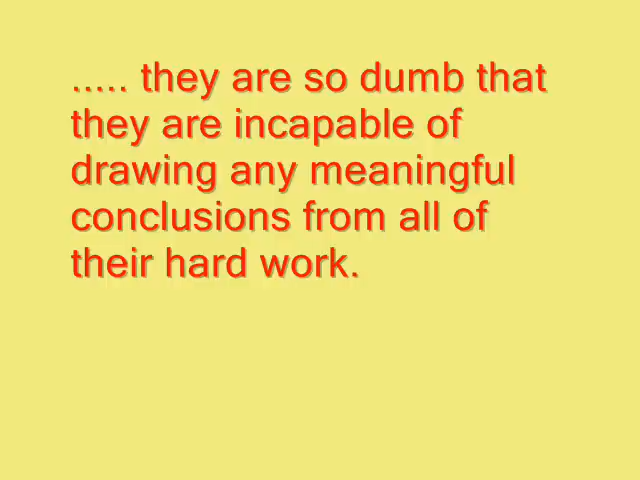 ..... they are so dumb that
they are incapable of
drawing any meaningful
conclusions from all of
their hard work.